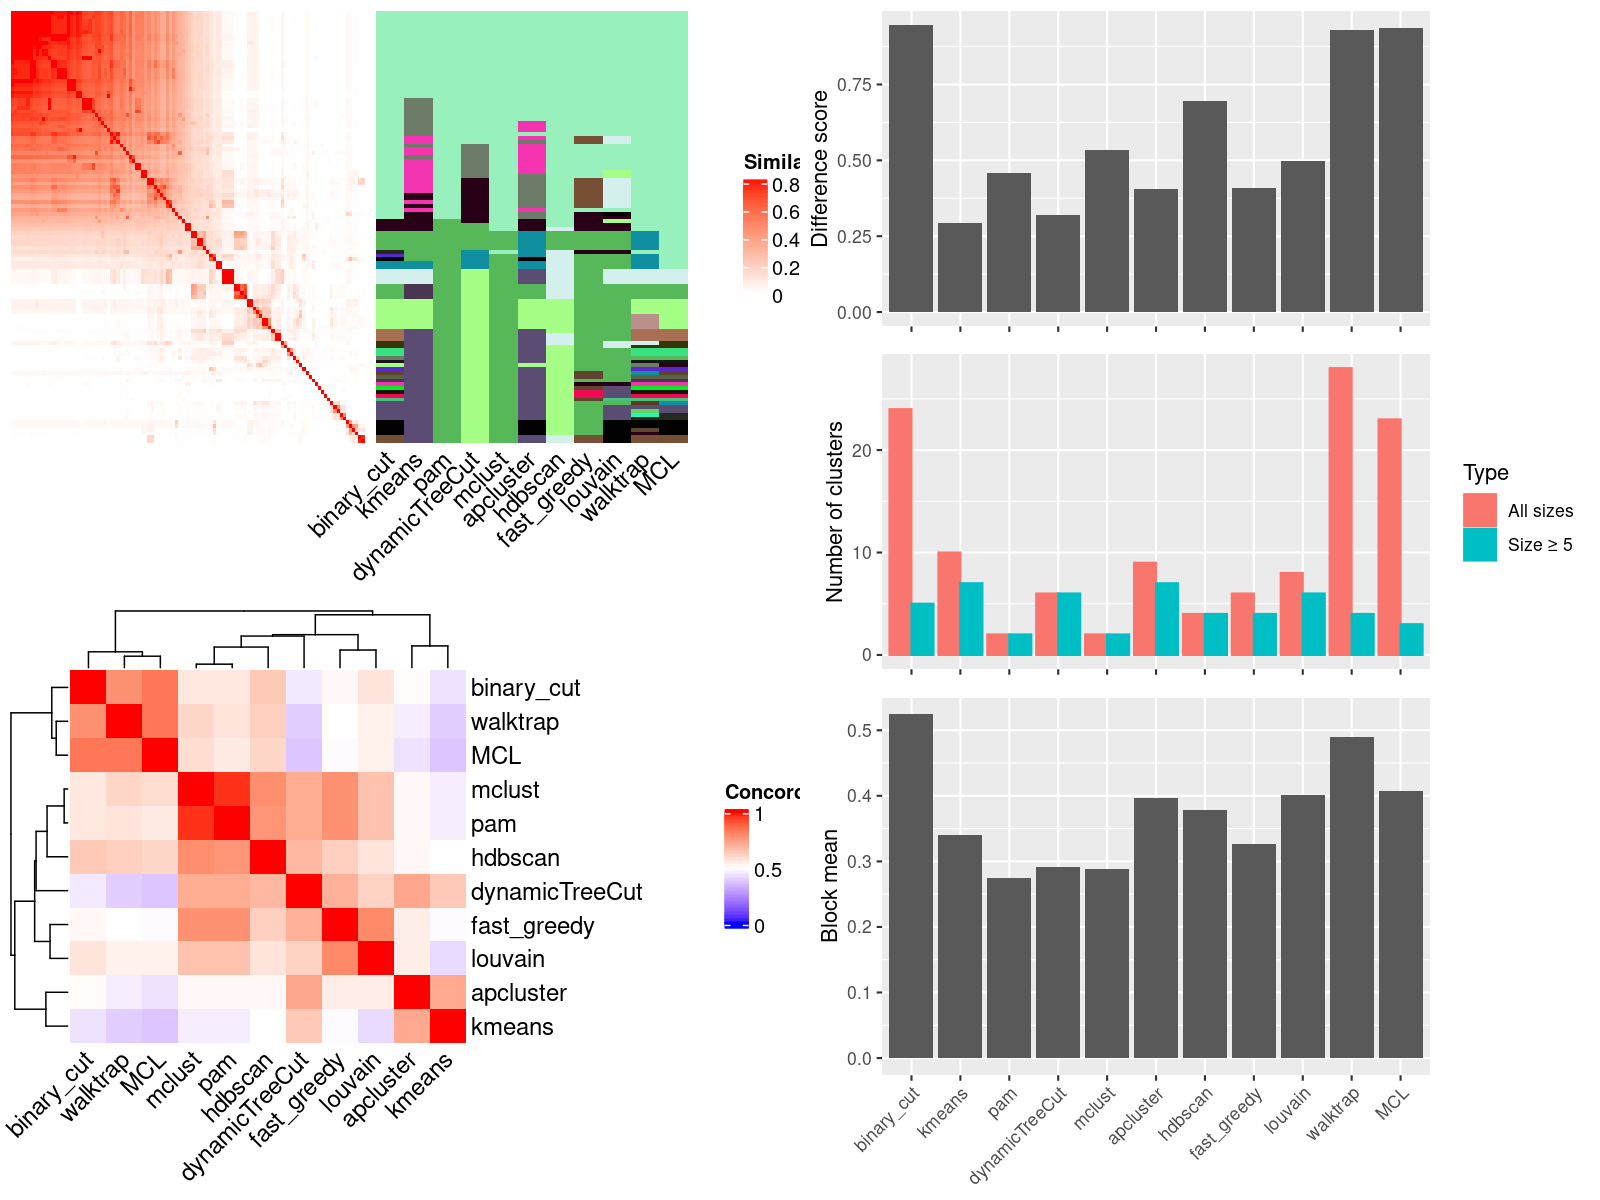 Simila
0.8
0.6
0.4
0.2
0
binary_cut
kmeans
pam
dynamicTreeCut
mclust
apcluster
hdbscan
fast_greedy
louvain
walktrap
MCL
Difference score
0.75
0.50
0.25
0.00
Number of clusters
20
10
0
Type
All sizes
Size ≥ 5
binary_cut
walktrap
MCL
mclust
pam
hdbscan
dynamicTreeCut
fast_greedy
louvain
apcluster
kmeans
binary_cut
walktrap
MCL
mclust
pam
hdbscan
dynamicTreeCut
fast_greedy
louvain
apcluster
kmeans
Concord
1
0.5
0
Block mean
0.5
0.4
0.3
0.2
0.1
0.0
binary_cut
kmeans
pam
dynamicTreeCut
mclust
apcluster
hdbscan
fast_greedy
louvain
walktrap
MCL